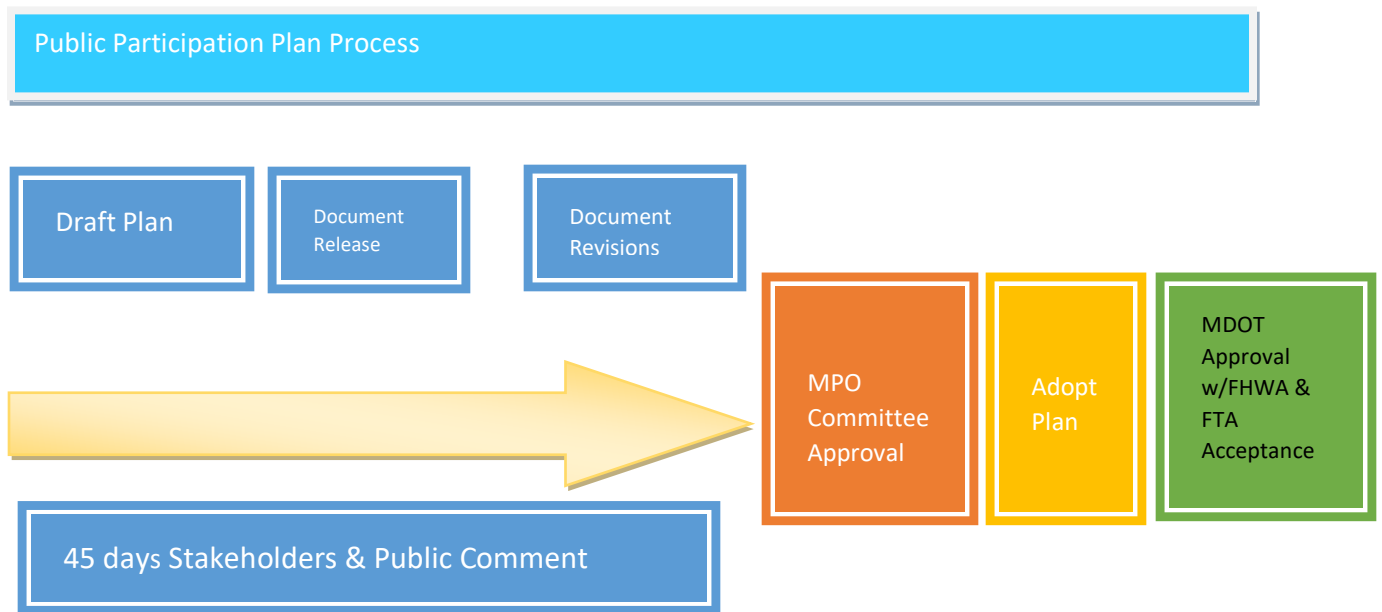 Public Participation Plan Process
Draft Plan
Document
Release
Document
Revisions
MPO
Committee
Approval
Adopt
Plan
MDOT
Approval
w/FHWA &
FTA
Acceptance
45 days Stakeholders & Public Comment